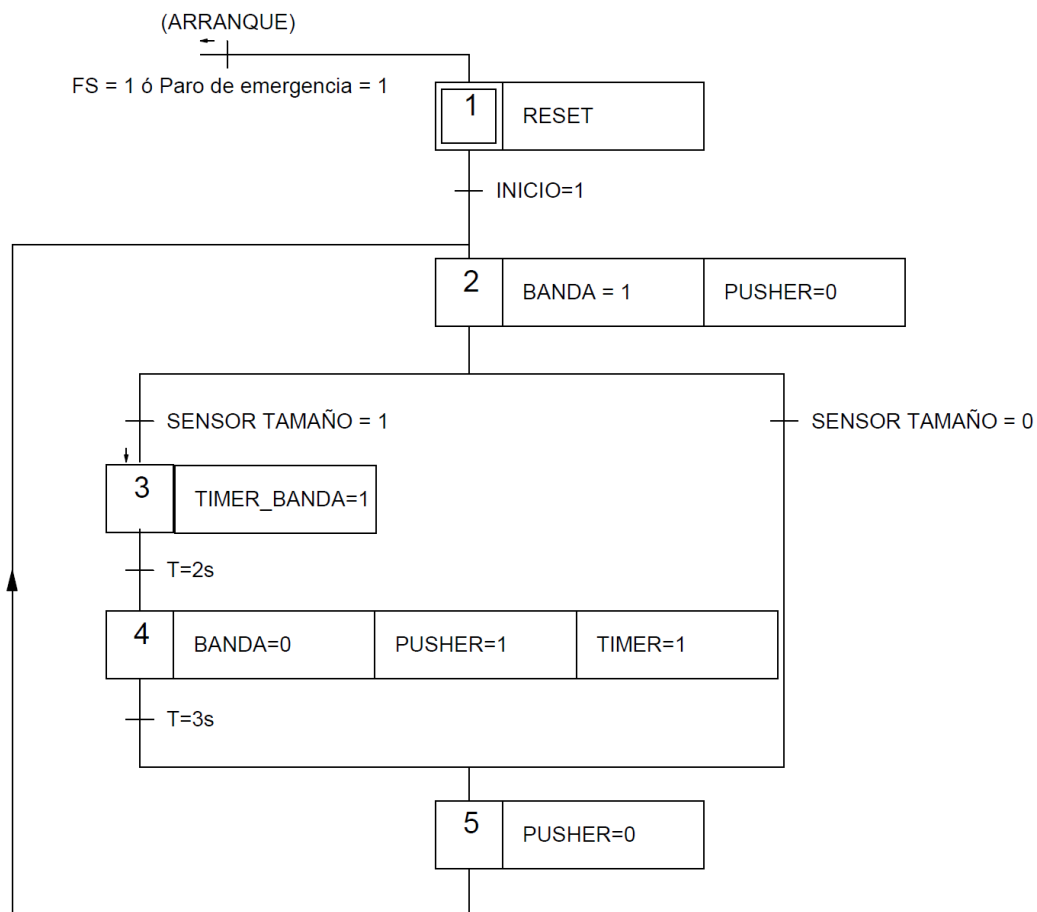 (ARRANQUE)
FS = 1 ó Paro de emergencia = 1
1
RESET
INICIO=1
2
BANDA = 1
PUSHER=0
SENSOR TAMAÑO = 1
SENSOR TAMAÑO = 0
3
TIMER_BANDA=1
T=2s
4
BANDA=0
PUSHER=1
TIMER=1
T=3s
5
PUSHER=0